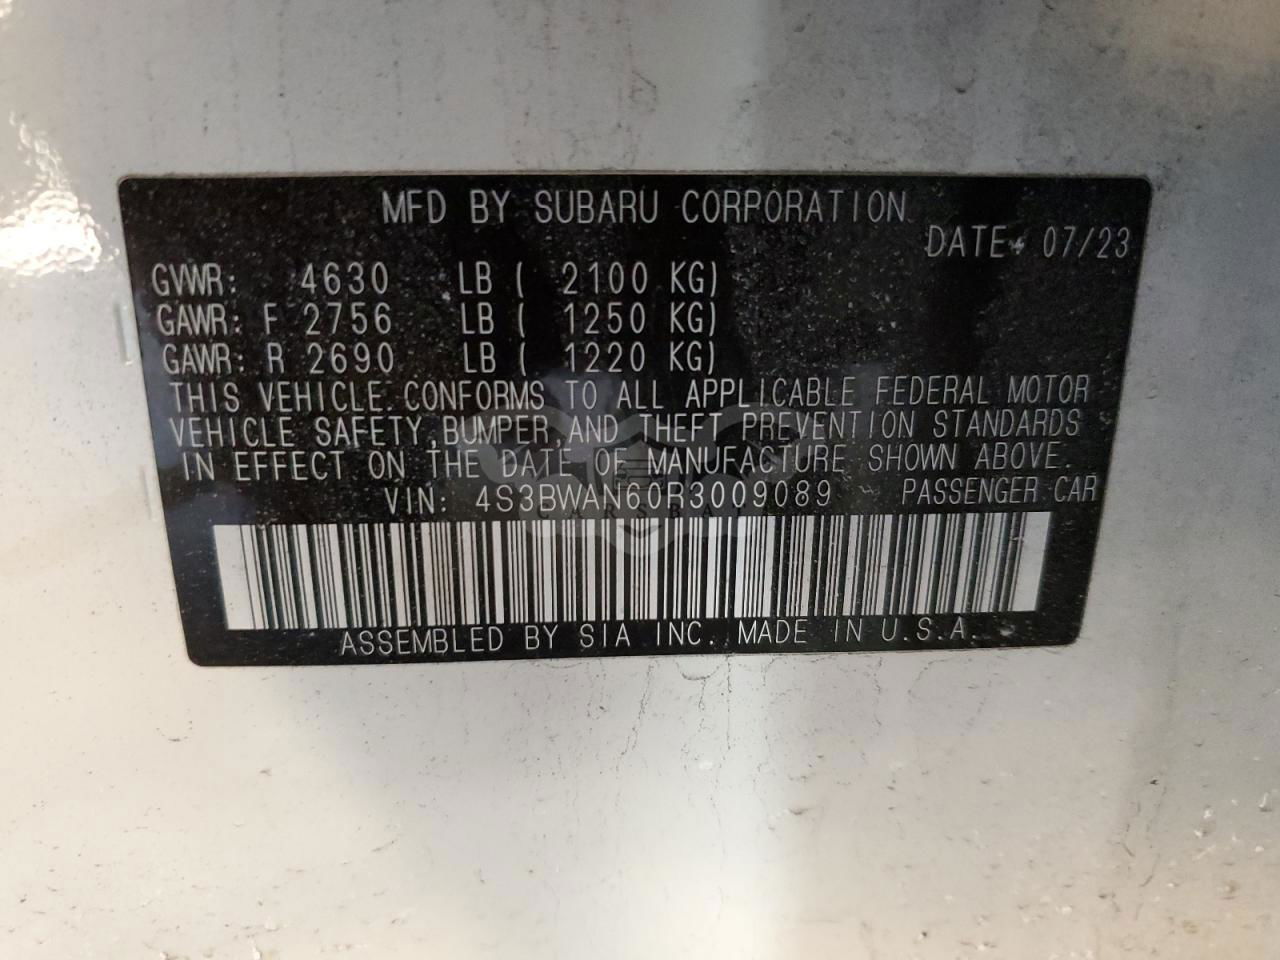 MFD BY SUBARU CORPORATION
DATE: 07/23
GVWR: 4630 LB ( 2100 KG)
GAWR: F 2756 LB ( 1250 KG)
GAWR: R 2690 LB ( 1220 KG)
THIS VEHICLE CONFORMS TO ALL APPLICABLE FEDERAL MOTOR
VEHICLE SAFETY, BUMPER, AND THEFT PREVENTION STANDARDS
IN EFFECT ON THE DATE OF MANUFACTURE SHOWN ABOVE.
VIN: 4S3BWAN60R3009089 PASSENGER CAR
ASSEMBLED BY SIA INC. MADE IN U.S.A.